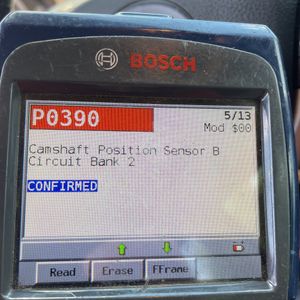 BOSCH
P0390
5/13
Mod $00
Camshaft Position Sensor B
Circuit Bank 2
CONFIRMED
Read Erase FFrame